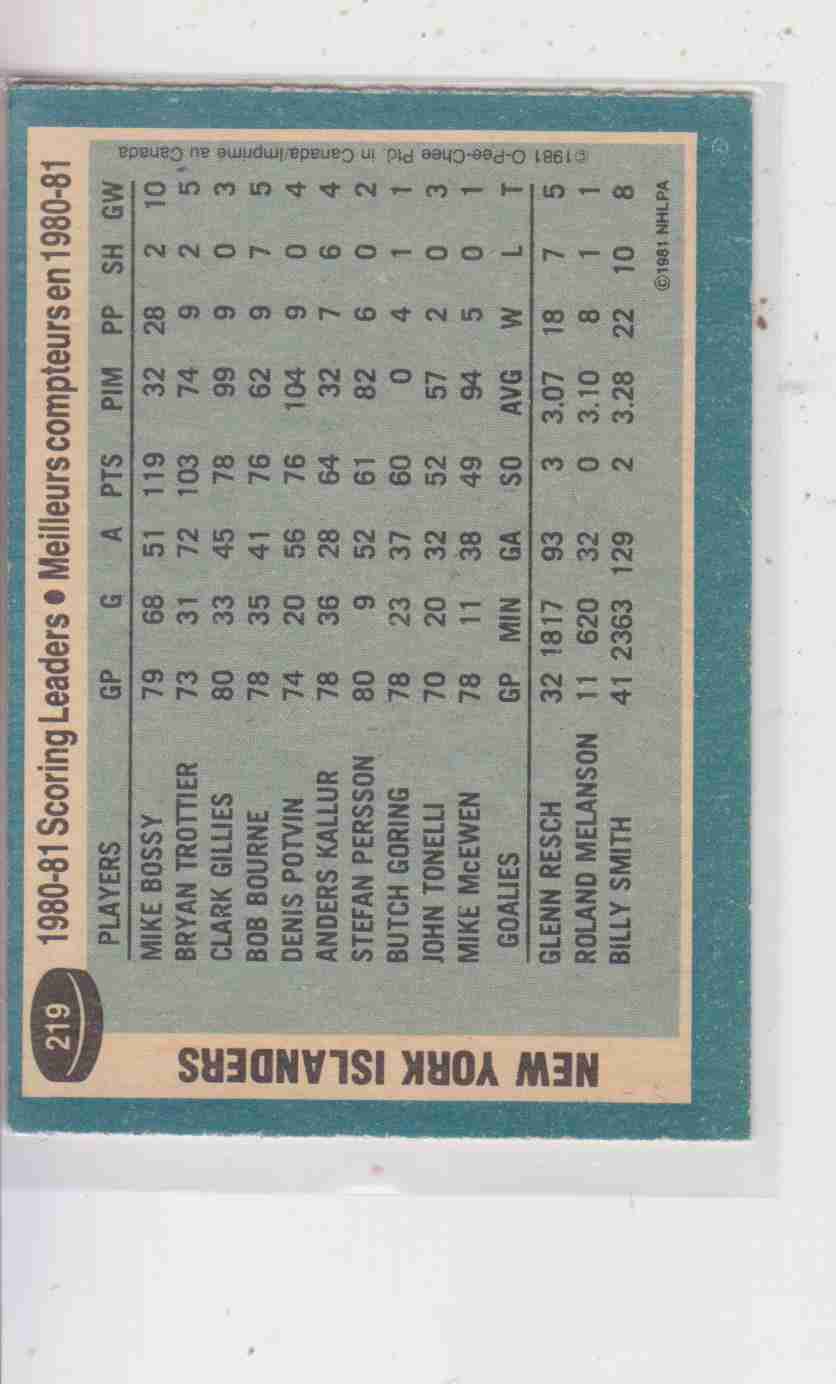 219
1980-81 Scoring Leaders • Meilleurs compteurs en 1980-81
NEW YORK ISLANDERS
PLAYERS GP G A PTS PIM PP SH GW
MIKE BOSSY 79 68 51 119 32 28 2 10
BRYAN TROTTIER 73 31 72 103 74 9 2 5
CLARK GILLIES 80 33 45 78 99 9 0 3
BOB BOURNE 78 35 41 76 62 9 7 5
DENIS POTVIN 74 20 56 76 104 9 0 4
ANDERS KALLUR 78 36 28 64 32 7 6 4
STEFAN PERSSON 80 9 52 61 82 6 0 2
BUTCH GORING 78 23 37 60 0 4 1 1
JOHN TONELLI 70 20 32 52 57 2 0 3
MIKE McEWEN 78 11 38 49 94 5 0 1
GOALIES GP MIN GA SO AVG W L T
GLENN RESCH 32 1817 93 3 3.07 18 7 5
ROLAND MELANSON 11 620 32 0 3.10 8 1 1
BILLY SMITH 41 2363 129 2 3.28 22 10 8
©1981 NHLPA
©1981 O-Pee-Chee Ptd. in Canada/Imprime au Canada